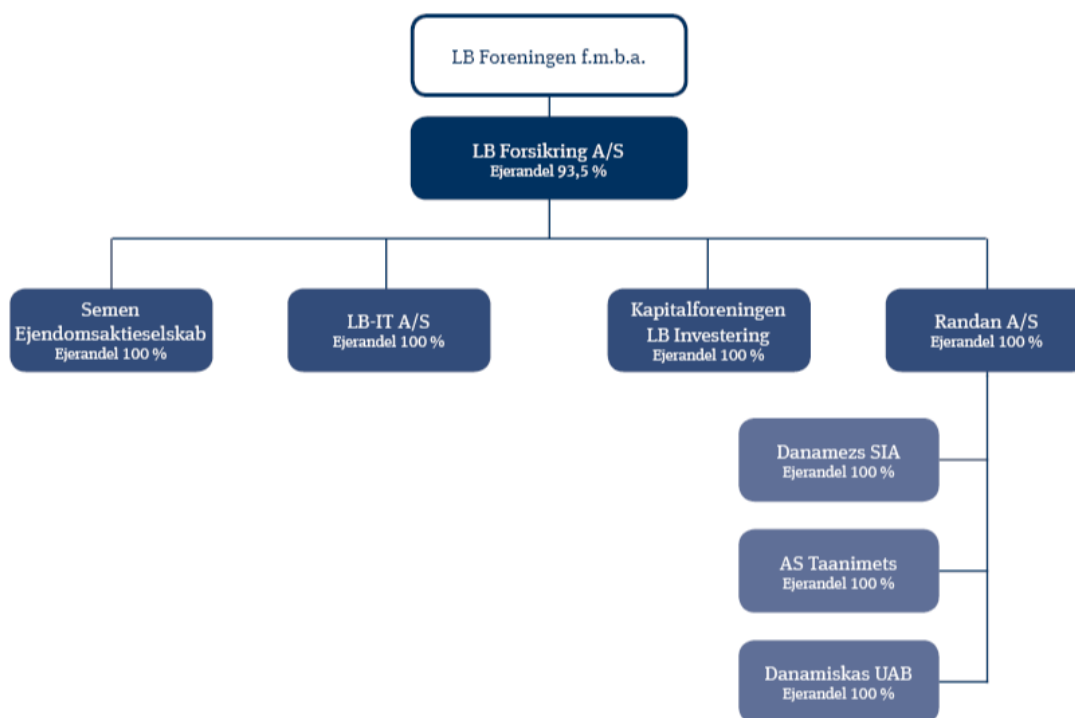 LB Foreningen f.m.b.a.
LB Forsikring A/S
Ejerandel 93,5 %
Semen
Ejendomsaktieselskab
Ejerandel 100 %
LB-IT A/S
Ejerandel 100 %
Kapitalforeningen
LB Investering
Ejerandel 100 %
Randan A/S
Ejerandel 100 %
Danamezs SIA
Ejerandel 100 %
AS Taanimets
Ejerandel 100 %
Danamiskas UAB
Ejerandel 100 %